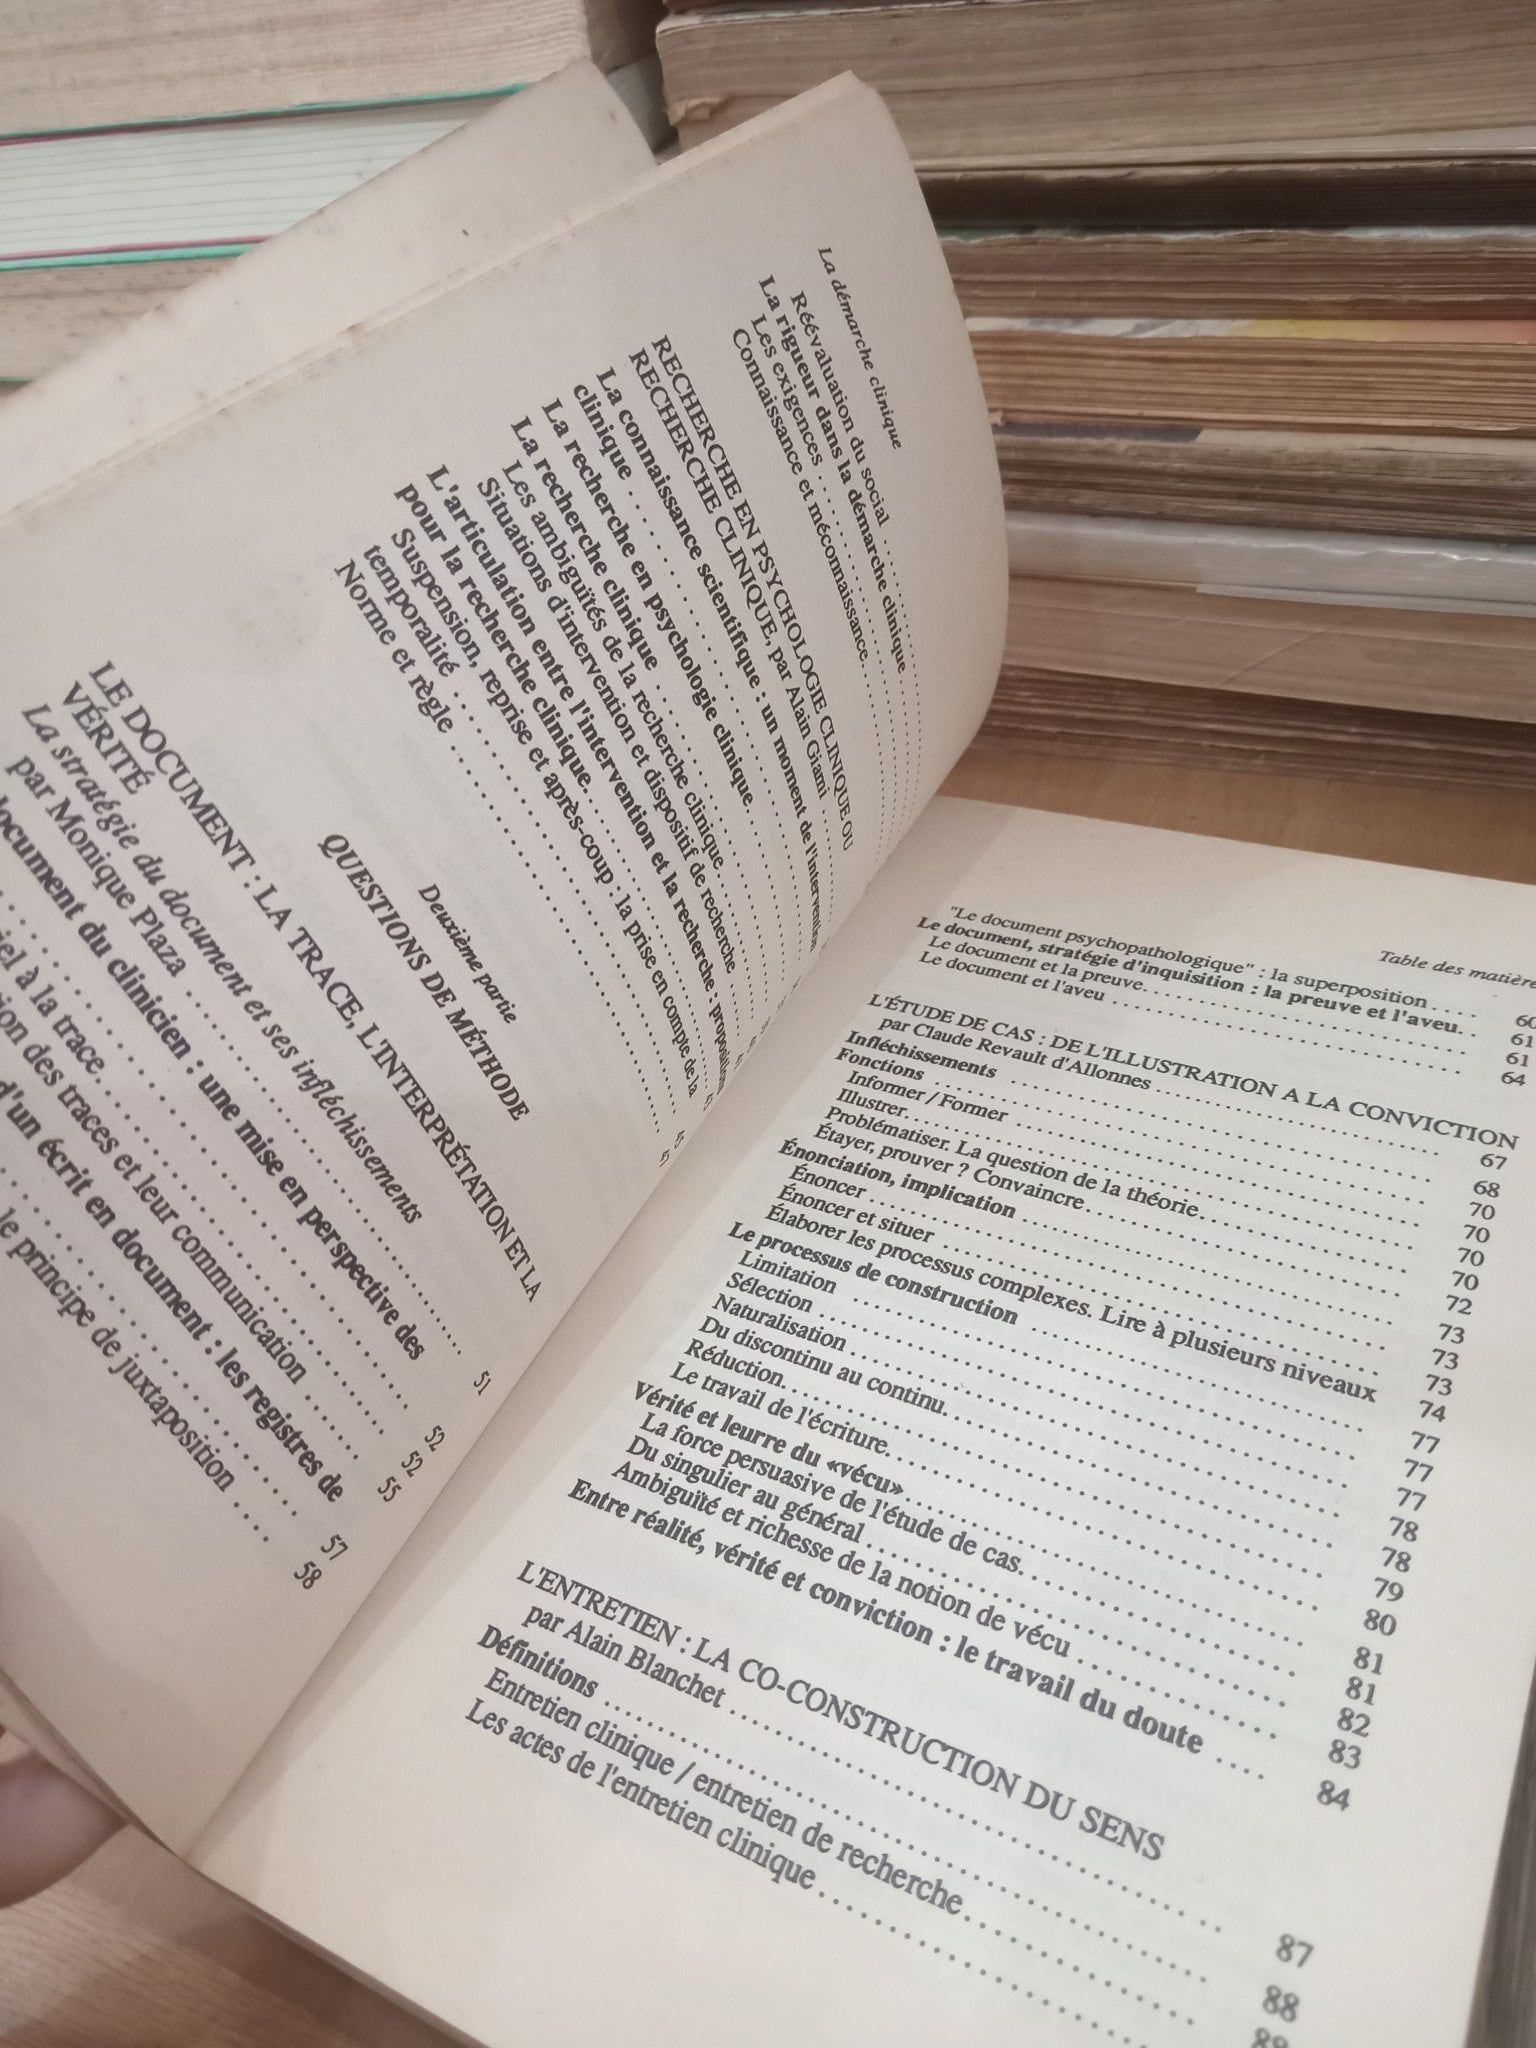 La démarche clinique
Réévaluation du social ..........
La rigueur dans la démarche clinique
Les exigences ..........
Connaissance et méconnaissance..........
RECHERCHE EN PSYCHOLOGIE CLINIQUE OU
RECHERCHE CLINIQUE, par Alain Giami ....
La connaissance scientifique : un moment de l'intervention
clinique ..........
La recherche en psychologie clinique..........
La recherche clinique ..........
Les ambiguïtés de la recherche clinique..........
Situations d'intervention et dispositif de recherche
L'articulation entre l'intervention et la recherche : propositions
pour la recherche clinique..........
Suspension, reprise et après-coup : la prise en compte de la
temporalité .......... 45
Norme et règle .......... 47
Deuxième partie
QUESTIONS DE MÉTHODE
LE DOCUMENT : LA TRACE, L'INTERPRÉTATION ET LA
VÉRITÉ
La stratégie du document et ses infléchissements
par Monique Plaza .......... 51
document du clinicien : une mise en perspective des
.......... 52
à la trace.......... 52
des traces et leur communication ...... 55
d'un écrit en document : les registres de
.......... 57
le principe de juxtaposition .... 58
Table des matières
"Le document psychopathologique" : la superposition ..... 60
Le document, stratégie d'inquisition : la preuve et l'aveu.. 61
Le document et la preuve.......... 61
Le document et l'aveu .......... 64
L'ÉTUDE DE CAS : DE L'ILLUSTRATION A LA CONVICTION
par Claude Revault d'Allonnes .......... 67
Infléchissements .......... 68
Fonctions .......... 70
Informer / Former .......... 70
Illustrer.......... 70
Problématiser. La question de la théorie.......... 70
Étayer, prouver ? Convaincre.......... 72
Énonciation, implication .......... 73
Énoncer .......... 73
Énoncer et situer .......... 73
Élaborer les processus complexes. Lire à plusieurs niveaux 74
Le processus de construction .......... 77
Limitation .......... 77
Sélection .......... 77
Naturalisation .......... 78
Du discontinu au continu.......... 78
Réduction.......... 79
Le travail de l'écriture.......... 80
Vérité et leurre du «vécu».......... 81
La force persuasive de l'étude de cas.......... 81
Du singulier au général .......... 82
Ambiguïté et richesse de la notion de vécu .......... 83
Entre réalité, vérité et conviction : le travail du doute .... 84
L'ENTRETIEN : LA CO-CONSTRUCTION DU SENS
par Alain Blanchet .......... 87
Définitions .......... 88
Entretien clinique / entretien de recherche.......... 88
Les actes de l'entretien clinique..........